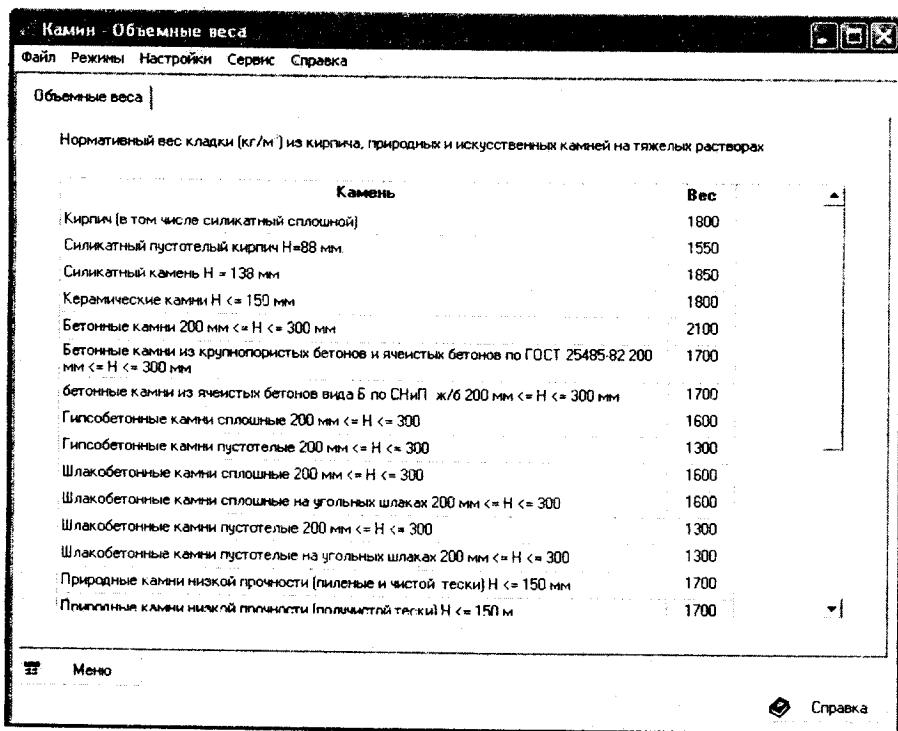 Камин - Объемные веса
Файл Режимы Настройки Сервис Справка
Объемные веса
Нормативный вес кладки (кг/м³) из кирпича, природных и искусственных камней на тяжелых растворах
Камень Вес
Кирпич (в том числе силикатный сплошной) 1800
Силикатный пустотелый кирпич Н=88 мм. 1550
Силикатный камень Н = 138 мм 1850
Керамические камни Н <= 150 мм 1800
Бетонные камни 200 мм <= Н <= 300 мм 2100
Бетонные камни из крупнопористых бетонов и ячеистых бетонов по ГОСТ 25485-82 200 1700
мм <= Н <= 300 мм
бетонные камни из ячеистых бетонов вида Б по СНиП ж/б 200 мм <= Н <= 300 мм 1700
Гипсобетонные камни сплошные 200 мм <= Н <= 300 1600
Гипсобетонные камни пустотелые 200 мм <= Н <= 300 1300
Шлакобетонные камни сплошные 200 мм <= Н <= 300 1600
Шлакобетонные камни сплошные на угольных шлаках 200 мм <= Н <= 300 1600
Шлакобетонные камни пустотелые 200 мм <= Н <= 300 1300
Шлакобетонные камни пустотелые на угольных шлаках 200 мм <= Н <= 300 1300
Природные камни низкой прочности (пиленые и чистой тески) Н <= 150 мм 1700
Природные камни низкой прочности (получистой тески) Н <= 150 м 1700
Меню
Справка